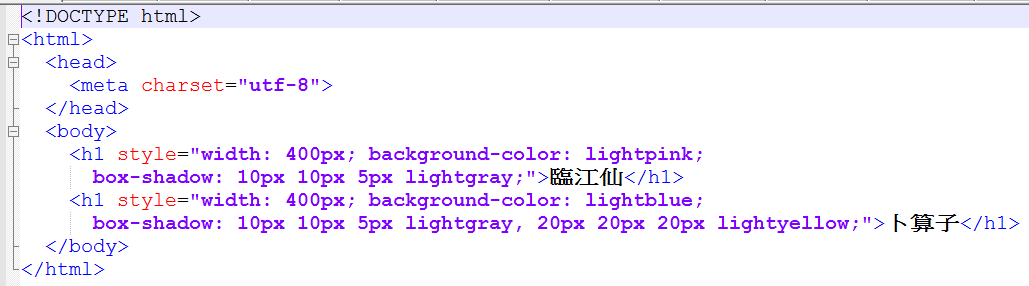 <!DOCTYPE html>
<html>
<head>
<meta charset="utf-8">
</head>
<body>
<h1 style="width: 400px; background-color: lightpink;
box-shadow: 10px 10px 5px lightgray;">臨江仙</h1>
<h1 style="width: 400px; background-color: lightblue;
box-shadow: 10px 10px 5px lightgray, 20px 20px 20px lightyellow;">卜算子</h1>
</body>
</html>